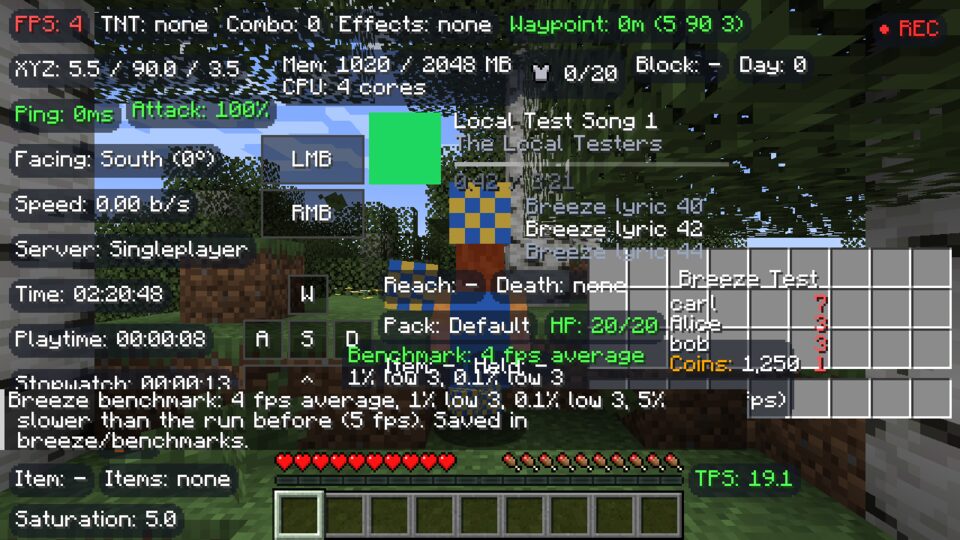 FPS: 4 TNT: none Combo: 0 Effects: none Waypoint: 0m (5 90 3)
REC
XYZ: 5.5 / 90.0 / 3.5
Mem: 1020 / 2048 MB
CPU: 4 cores
0/20
Block: - Day: 0
Ping: 0ms
Attack: 100%
Local Test Song 1
The Local Testers
Facing: South (0°)
LMB
Speed: 0.00 b/s
RMB
Breeze lyric 40
Breeze lyric 42
Breeze lyric 44
Server: Singleplayer
Time: 02:20:48
W
Reach: - Death: none
Breeze Test
carl 7
Alice 3
bob 3
Coins: 1,250 1
Playtime: 00:00:08
A S D
Pack: Default HP: 20/20
Benchmark: 4 fps average
1% low 3, 0.1% low 3
Stopwatch: 00:00:13
Breeze benchmark: 4 fps average, 1% low 3, 0.1% low 3, 5%
slower than the run before (5 fps). Saved in
breeze/benchmarks.
fps)
Item: - Items: none
TPS: 19.1
Saturation: 5.0